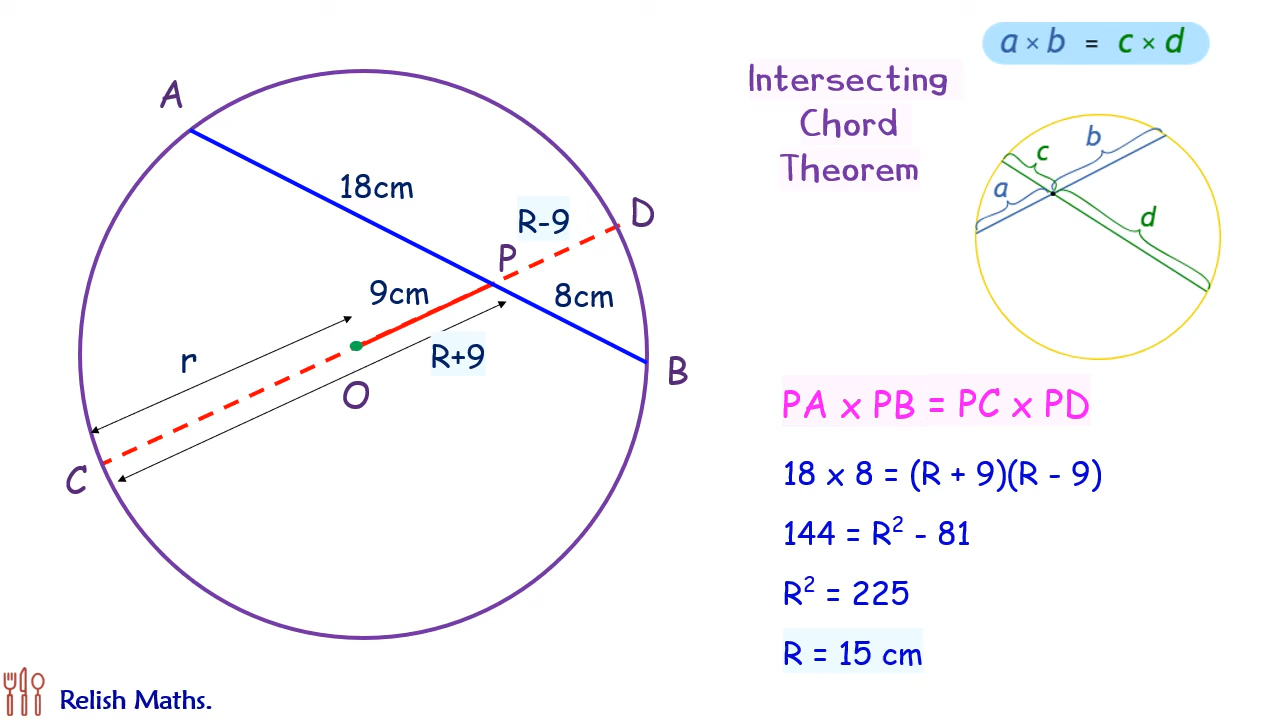 a × b = c × d
Intersecting
Chord
Theorem
A
18cm
R-9
D
P
9cm
8cm
r
R+9
B
O
C
b
c
a
d
PA x PB = PC x PD
18 x 8 = (R + 9)(R - 9)
144 = R² - 81
R² = 225
R = 15 cm
Relish Maths.